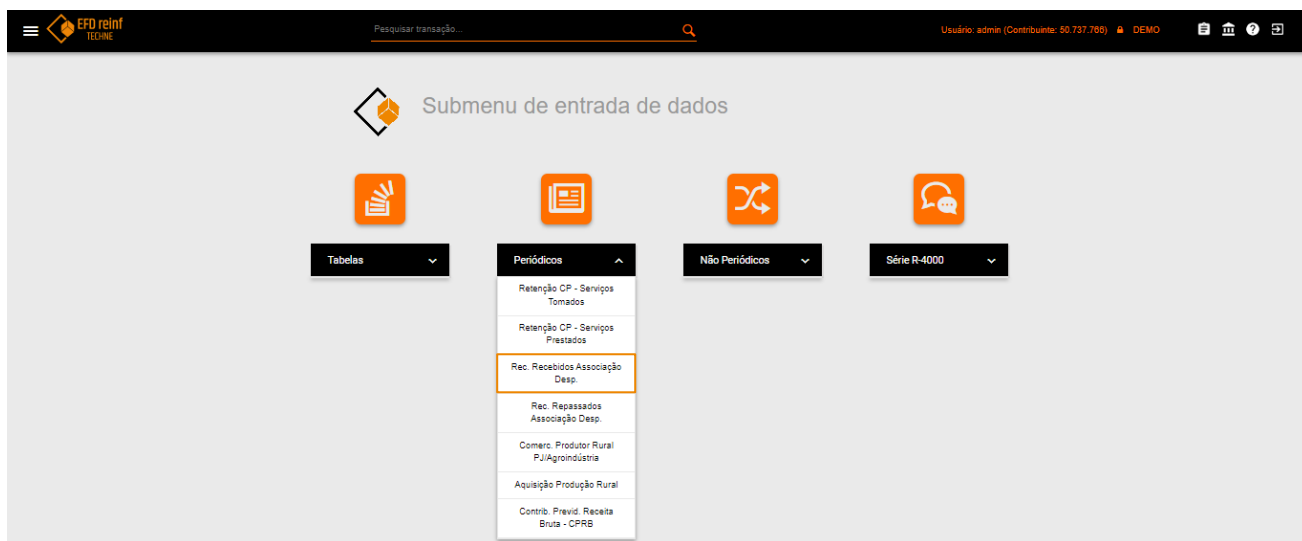 EFD reinf
TECHNE
Pesquisar transação...
Usuário: admin (Contribuinte: 50.737.766)
DEMO
Submenu de entrada de dados
Tabelas
Periódicos
Não Periódicos
Série R-4000
Retenção CP - Serviços
Tomados
Retenção CP - Serviços
Prestados
Rec. Recebidos Associação
Desp.
Rec. Repassados
Associação Desp.
Comerc. Produtor Rural
PJ/Agroindústria
Aquisição Produção Rural
Contrib. Previd. Receita
Bruta - CPRB